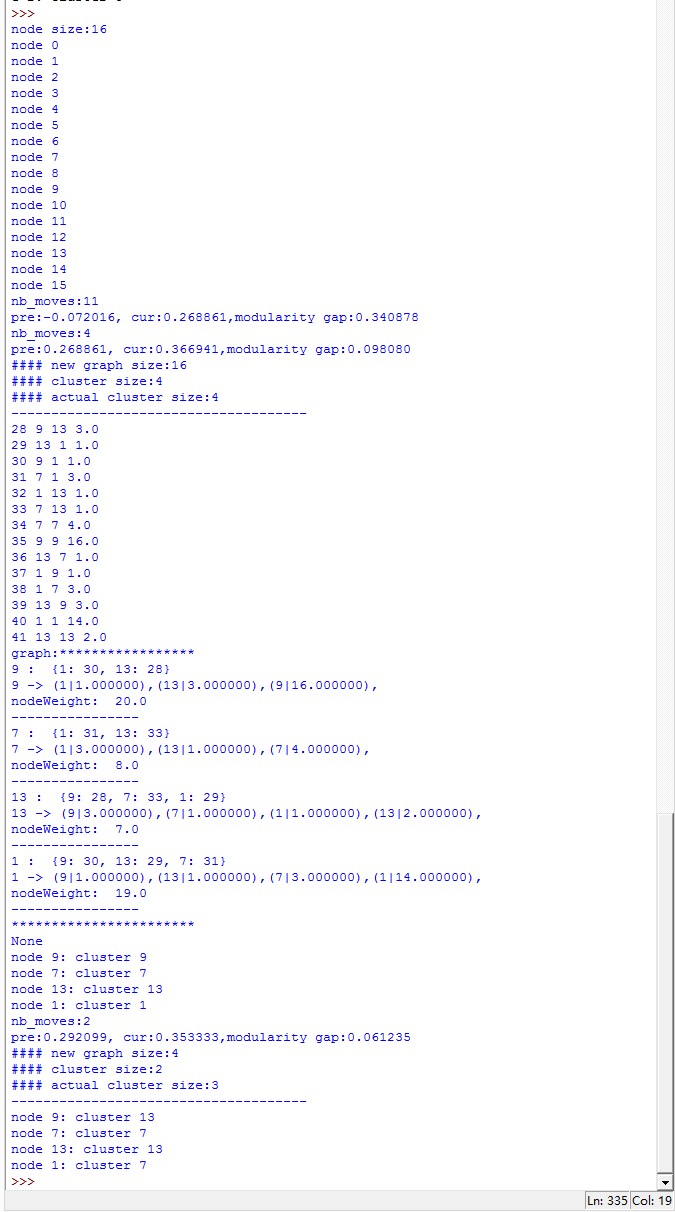 >>>
node size:16
node 0
node 1
node 2
node 3
node 4
node 5
node 6
node 7
node 8
node 9
node 10
node 11
node 12
node 13
node 14
node 15
nb_moves:11
pre:-0.072016, cur:0.268861,modularity gap:0.340878
nb_moves:4
pre:0.268861, cur:0.366941,modularity gap:0.098080
#### new graph size:16
#### cluster size:4
#### actual cluster size:4
-------------------------------------
28 9 13 3.0
29 13 1 1.0
30 9 1 1.0
31 7 1 3.0
32 1 13 1.0
33 7 13 1.0
34 7 7 4.0
35 9 9 16.0
36 13 7 1.0
37 1 9 1.0
38 1 7 3.0
39 13 9 3.0
40 1 1 14.0
41 13 13 2.0
graph:*****************
9 :  {1: 30, 13: 28}
9 -> (1|1.000000),(13|3.000000),(9|16.000000),
nodeWeight:  20.0
----------------
7 :  {1: 31, 13: 33}
7 -> (1|3.000000),(13|1.000000),(7|4.000000),
nodeWeight:  8.0
----------------
13 :  {9: 28, 7: 33, 1: 29}
13 -> (9|3.000000),(7|1.000000),(1|1.000000),(13|2.000000),
nodeWeight:  7.0
----------------
1 :  {9: 30, 13: 29, 7: 31}
1 -> (9|1.000000),(13|1.000000),(7|3.000000),(1|14.000000),
nodeWeight:  19.0
----------------
***********************
None
node 9: cluster 9
node 7: cluster 7
node 13: cluster 13
node 1: cluster 1
nb_moves:2
pre:0.292099, cur:0.353333,modularity gap:0.061235
#### new graph size:4
#### cluster size:2
#### actual cluster size:3
-------------------------------------
node 9: cluster 13
node 7: cluster 7
node 13: cluster 13
node 1: cluster 7
>>>
Ln: 335 Col: 19